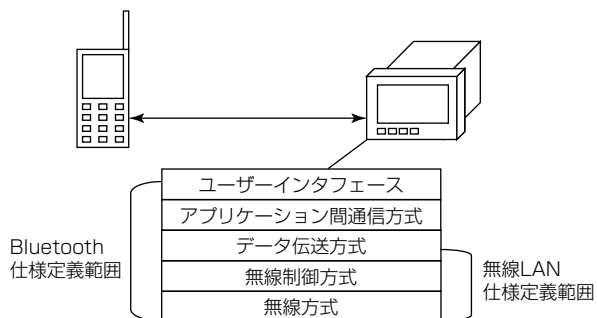 ユーザーインタフェース
アプリケーション間通信方式
データ伝送方式
無線制御方式
無線方式
Bluetooth
仕様定義範囲
無線LAN
仕様定義範囲